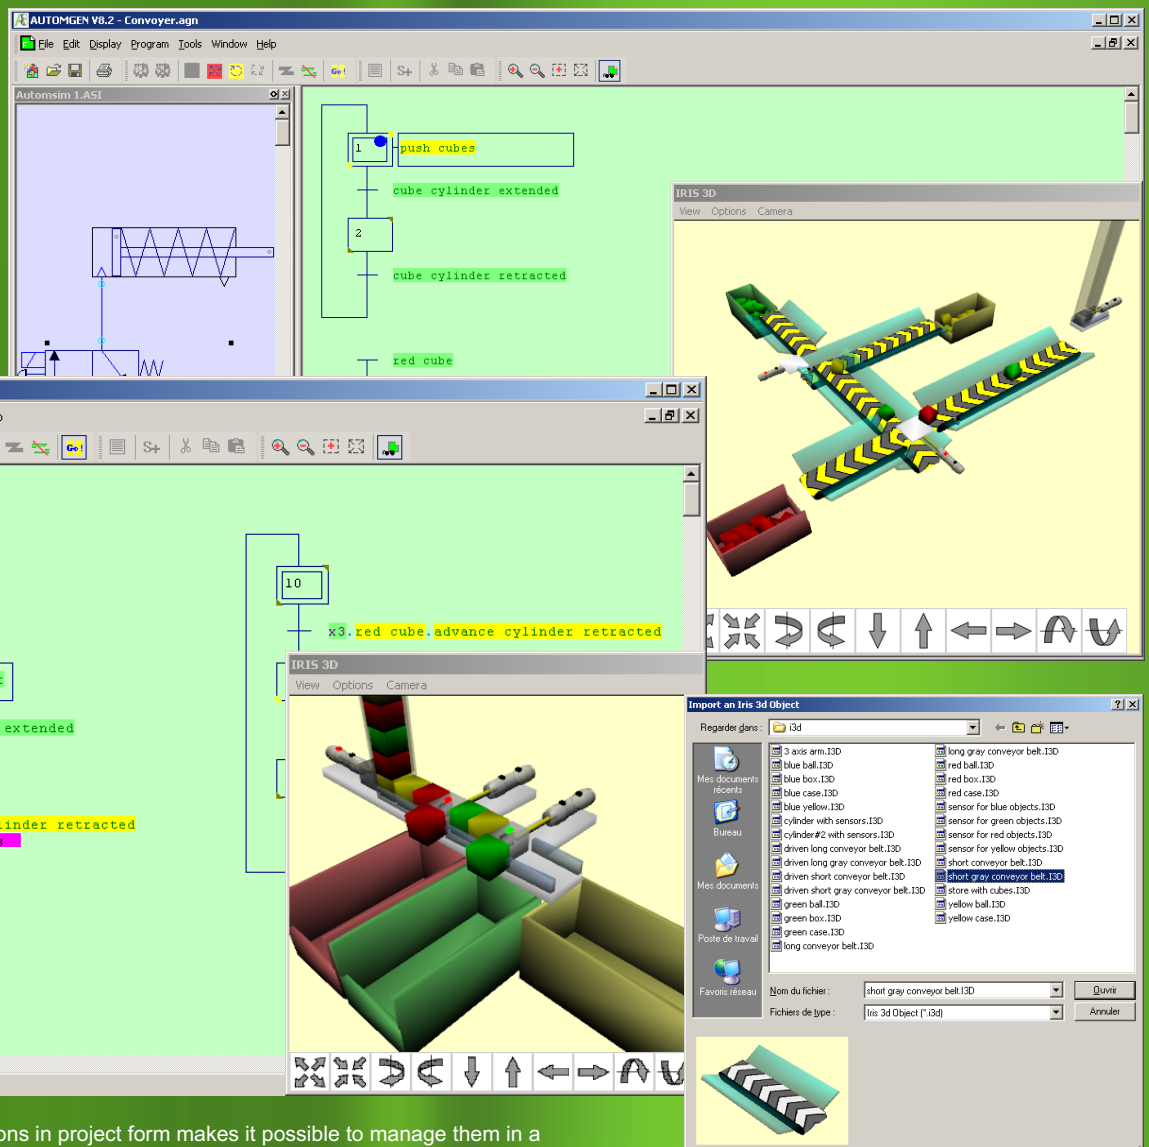 AUTOMGEN V8.2 - Convoyer.agn
File Edit Display Program Tools Window Help
Go!
S+
Automsim 1.ASI
1
push cubes
cube cylinder extended
2
cube cylinder retracted
red cube
IRIS 3D
View Options Camera
Go!
S+
10
x3.red cube.advance cylinder retracted
extended
linder retracted
IRIS 3D
View Options Camera
Import an Iris 3d Object
Regarder dans :
i3d
Mes documents récents
Bureau
Mes documents
Poste de travail
Favoris réseau
3 axis arm.I3D
blue ball.I3D
blue box.I3D
blue case.I3D
blue yellow.I3D
cylinder with sensors.I3D
cylinder#2 with sensors.I3D
driven long conveyor belt.I3D
driven long gray conveyor belt.I3D
driven short conveyor belt.I3D
driven short gray conveyor belt.I3D
green ball.I3D
green box.I3D
green case.I3D
long conveyor belt.I3D
long gray conveyor belt.I3D
red ball.I3D
red box.I3D
red case.I3D
sensor for blue objects.I3D
sensor for green objects.I3D
sensor for red objects.I3D
sensor for yellow objects.I3D
short conveyor belt.I3D
short gray conveyor belt.I3D
store with cubes.I3D
yellow ball.I3D
yellow case.I3D
Nom du fichier :
short gray conveyor belt.I3D
Ouvrir
Fichiers de type :
Iris 3d Object (*.i3d)
Annuler
ons in project form makes it possible to manage them in a